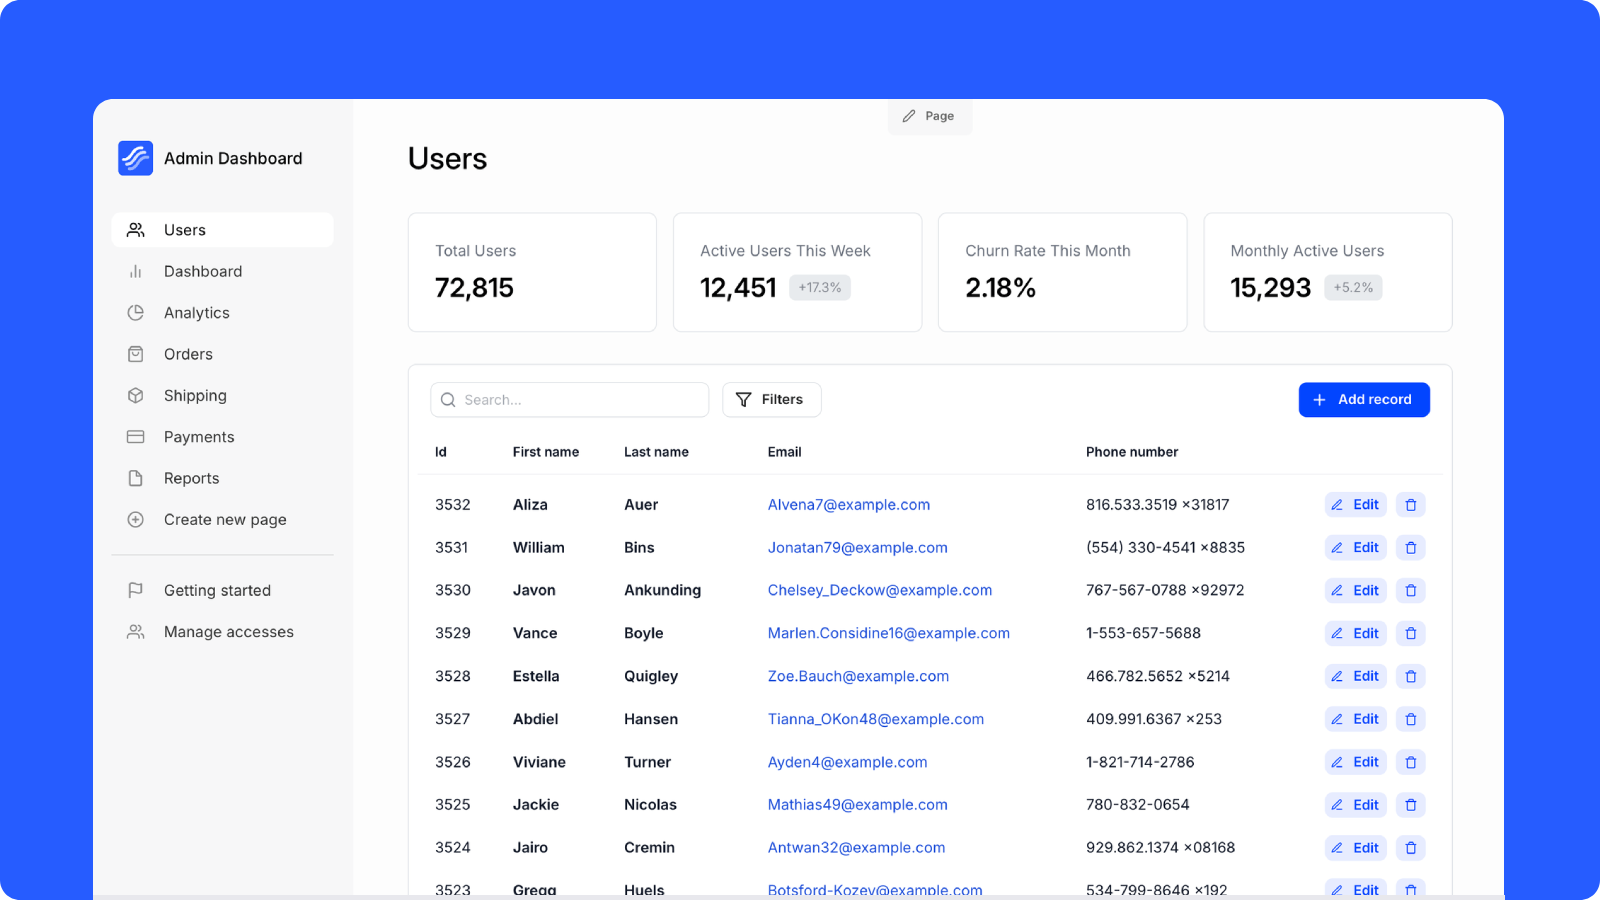 Page
Admin Dashboard
Users
Users
Dashboard
Analytics
Orders
Shipping
Payments
Reports
Create new page
Getting started
Manage accesses
Total Users
72,815
Active Users This Week
12,451 +17.3%
Churn Rate This Month
2.18%
Monthly Active Users
15,293 +5.2%
Search...
Filters
Add record
Id First name Last name Email Phone number
3532 Aliza Auer Alvena7@example.com 816.533.3519 ×31817 Edit
3531 William Bins Jonatan79@example.com (554) 330-4541 ×8835 Edit
3530 Javon Ankunding Chelsey_Deckow@example.com 767-567-0788 ×92972 Edit
3529 Vance Boyle Marlen.Considine16@example.com 1-553-657-5688 Edit
3528 Estella Quigley Zoe.Bauch@example.com 466.782.5652 ×5214 Edit
3527 Abdiel Hansen Tianna_OKon48@example.com 409.991.6367 ×253 Edit
3526 Viviane Turner Ayden4@example.com 1-821-714-2786 Edit
3525 Jackie Nicolas Mathias49@example.com 780-832-0654 Edit
3524 Jairo Cremin Antwan32@example.com 929.862.1374 ×08168 Edit
3523 Gregg Huels Botsford-Kozey@example.com 534-799-8646 ×192 Edit